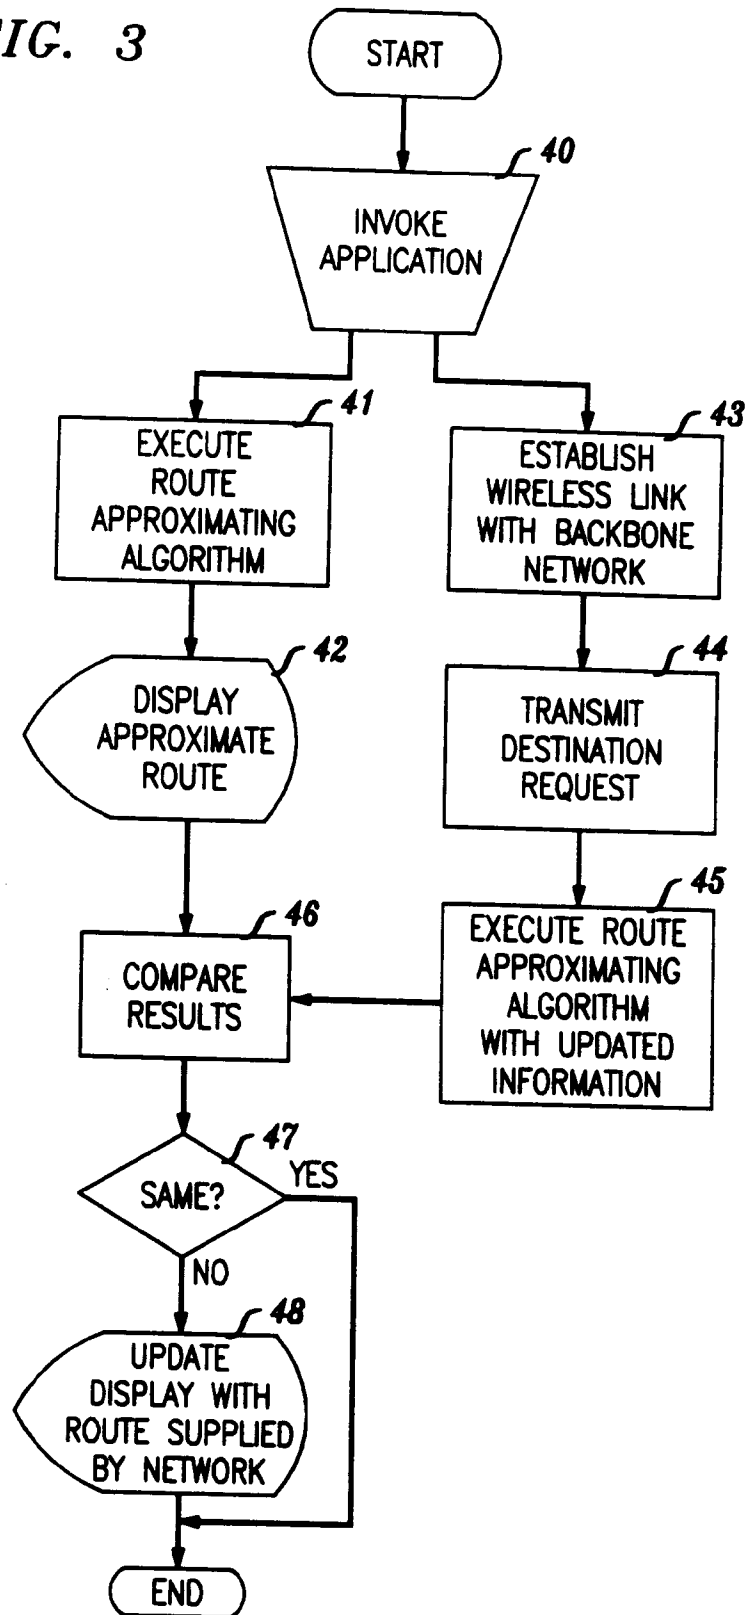 FIG. 3
START
40
INVOKE
APPLICATION
41
EXECUTE
ROUTE
APPROXIMATING
ALGORITHM
43
ESTABLISH
WIRELESS LINK
WITH BACKBONE
NETWORK
42
DISPLAY
APPROXIMATE
ROUTE
44
TRANSMIT
DESTINATION
REQUEST
46
COMPARE
RESULTS
45
EXECUTE ROUTE
APPROXIMATING
ALGORITHM
WITH UPDATED
INFORMATION
47
SAME?
YES
NO
48
UPDATE
DISPLAY WITH
ROUTE SUPPLIED
BY NETWORK
END